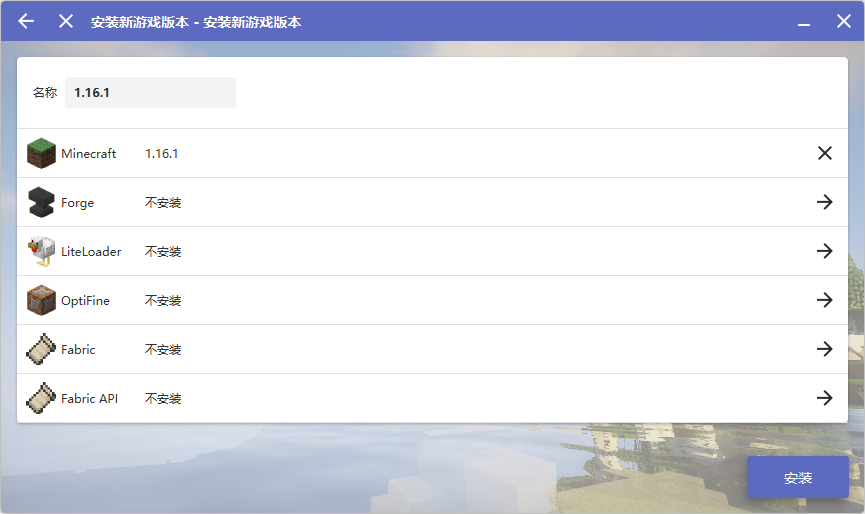 安装新游戏版本 - 安装新游戏版本
名称 1.16.1
Minecraft 1.16.1
Forge 不安装
LiteLoader 不安装
OptiFine 不安装
Fabric 不安装
Fabric API 不安装
安装